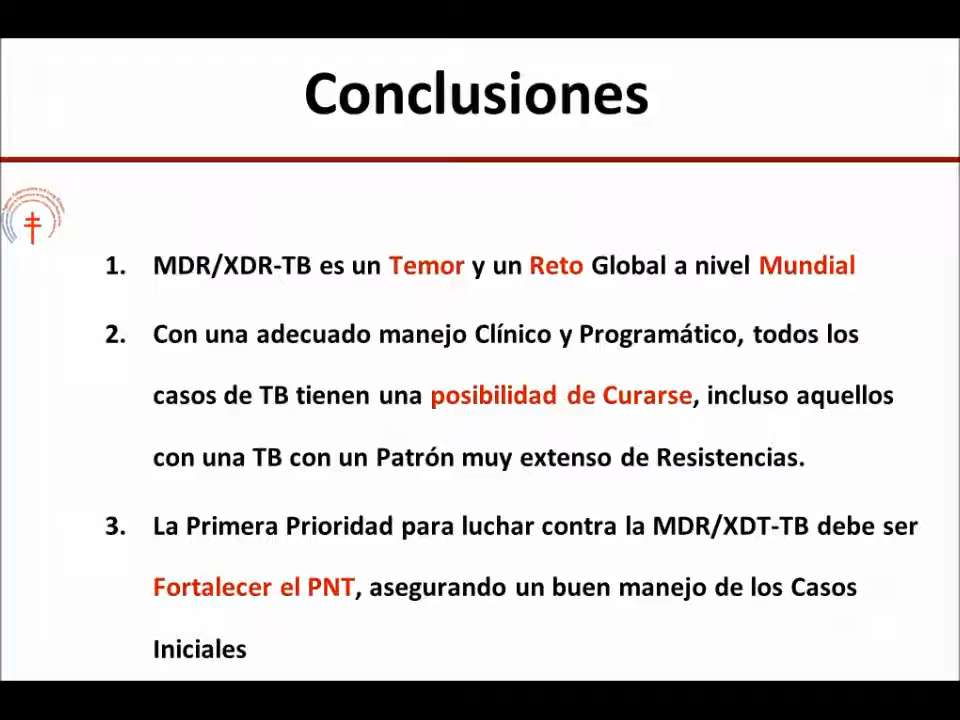 Conclusiones
1. MDR/XDR-TB es un Temor y un Reto Global a nivel Mundial
2. Con una adecuado manejo Clínico y Programático, todos los
casos de TB tienen una posibilidad de Curarse, incluso aquellos
con una TB con un Patrón muy extenso de Resistencias.
3. La Primera Prioridad para luchar contra la MDR/XDT-TB debe ser
Fortalecer el PNT, asegurando un buen manejo de los Casos
Iniciales